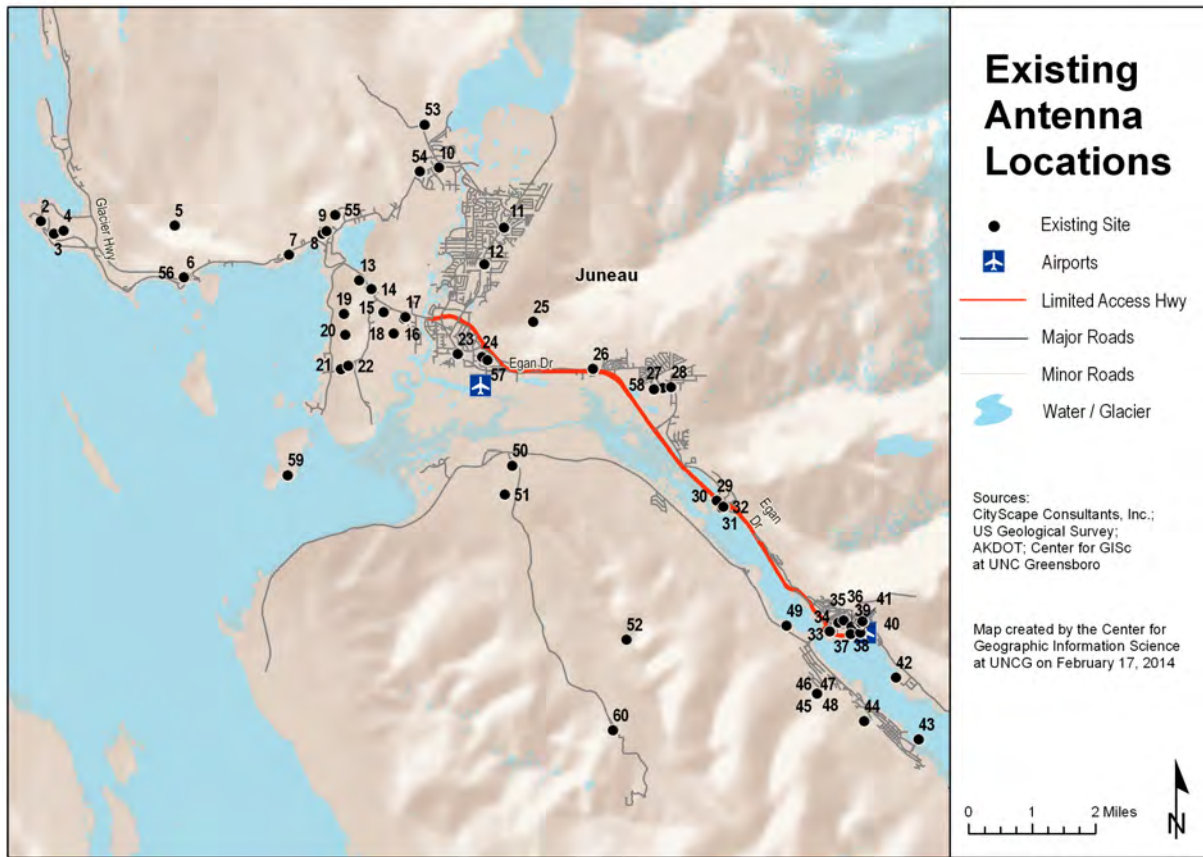 53
54
10
2
4
3
Glacier Hwy
5
9
55
8
7
11
6
56
12
13
14
Juneau
19
15
17
25
20
18
16
23
24
26
21
22
Egan Dr
57
27
28
58
59
50
51
29
30
32
31
Egan
Dr
35
36
41
34
39
49
40
33
37
38
52
42
46
47
45
48
44
43
60
Existing
Antenna
Locations
Existing Site
Airports
Limited Access Hwy
Major Roads
Minor Roads
Water / Glacier
Sources:
CityScape Consultants, Inc.;
US Geological Survey;
AKDOT; Center for GISc
at UNC Greensboro
Map created by the Center for
Geographic Information Science
at UNCG on February 17, 2014
0 1 2 Miles
N